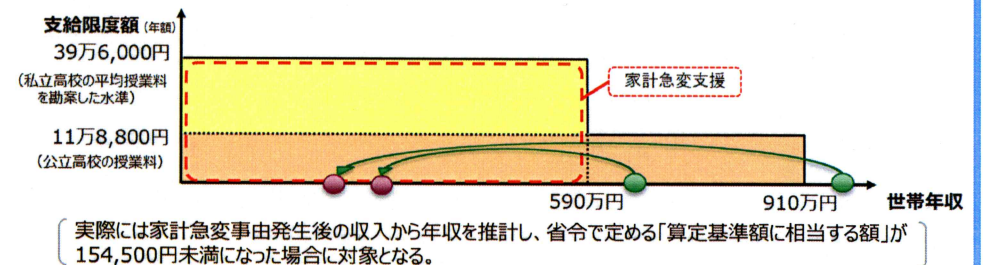 支給限度額 (年額)
39万6,000円
(私立高校の平均授業料
を勘案した水準)
家計急変支援
11万8,800円
(公立高校の授業料)
590万円
910万円
世帯年収
実際には家計急変事由発生後の収入から年収を推計し、省令で定める「算定基準額に相当する額」が
154,500円未満になった場合に対象となる。